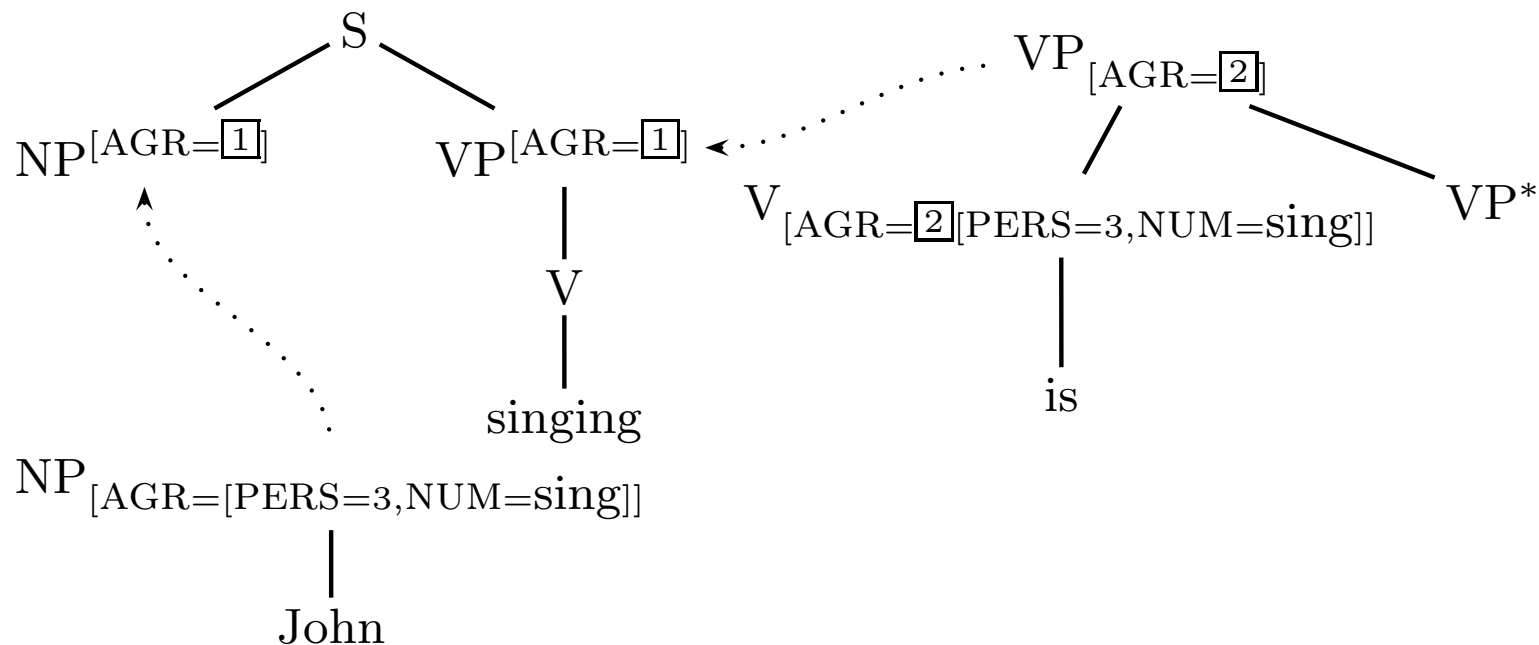 S
VP[AGR=2]
NP[AGR=1]
VP[AGR=1]
V[AGR=2[PERS=3,NUM=sing]]
VP*
V
is
singing
NP[AGR=[PERS=3,NUM=sing]]
John